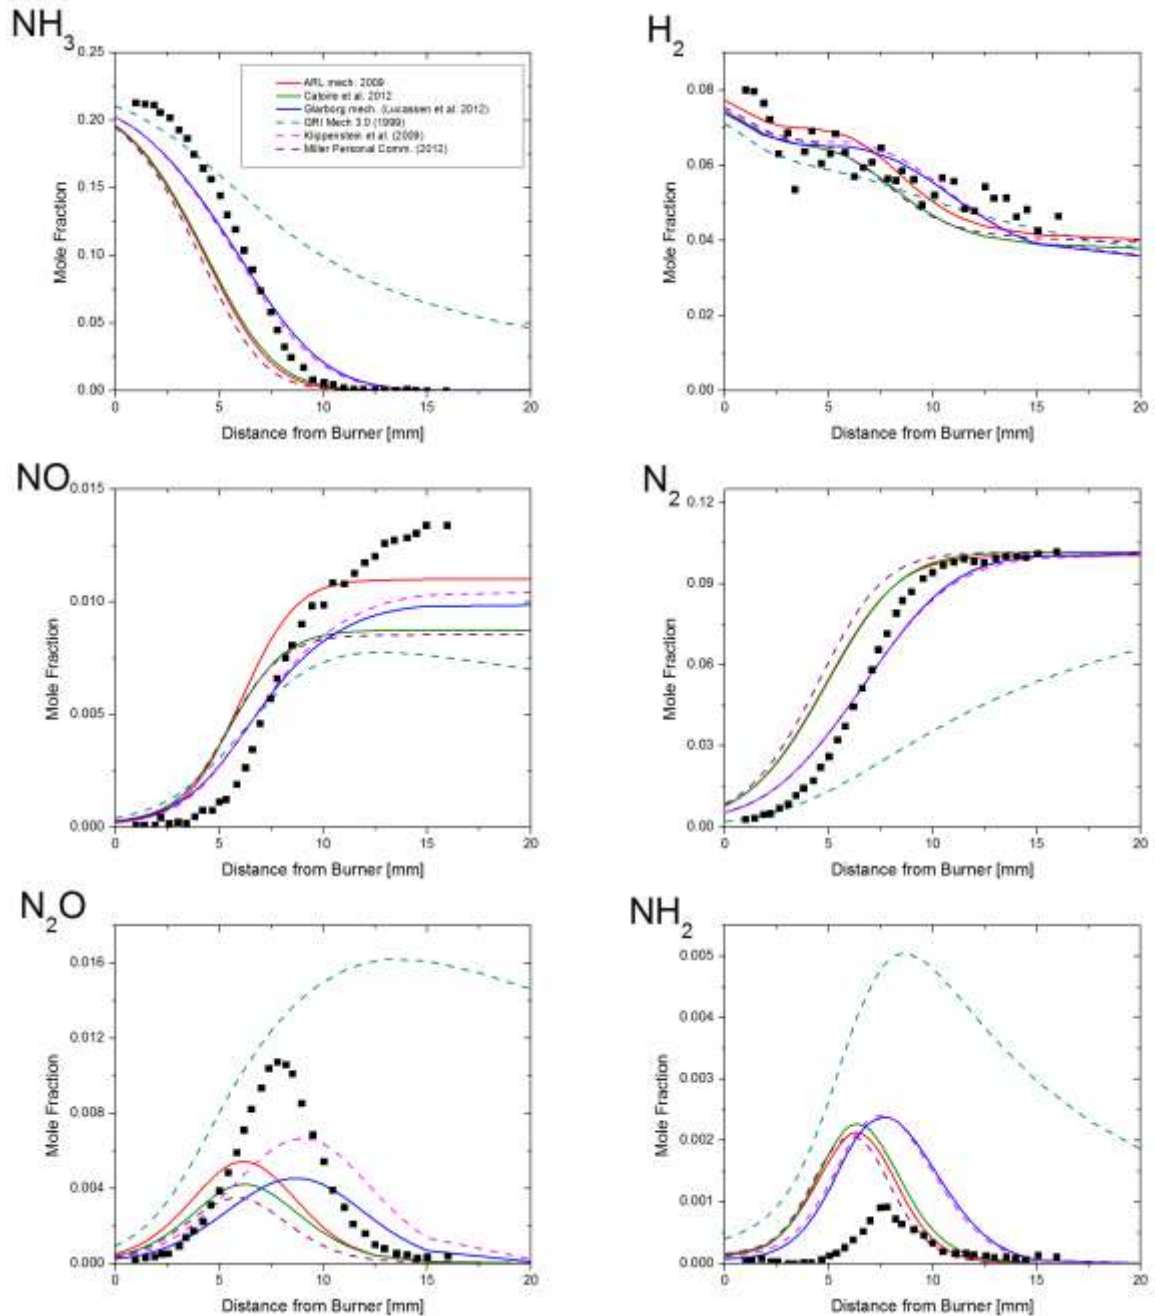 NH3
0.25
0.20
0.15
0.10
0.05
0.00
Mole Fraction
ARL mech. 2009
Catoire et al. 2012
Glarborg mech. (Lucassen et al. 2012)
GRI Mech 3.0 (1999)
Klippenstein et al. (2009)
Miller Personal Comm. (2012)
0 5 10 15 20
Distance from Burner [mm]
H2
0.08
0.06
0.04
0.02
0.00
Mole Fraction
0 5 10 15 20
Distance from Burner [mm]
NO
0.015
0.010
0.005
0.000
Mole Fraction
0 5 10 15 20
Distance from Burner [mm]
N2
0.12
0.09
0.06
0.03
0.00
Mole Fraction
0 5 10 15 20
Distance from Burner [mm]
N2O
0.016
0.012
0.008
0.004
0.000
Mole Fraction
0 5 10 15 20
Distance from Burner [mm]
NH2
0.005
0.004
0.003
0.002
0.001
0.000
Mole Fraction
0 5 10 15 20
Distance from Burner [mm]